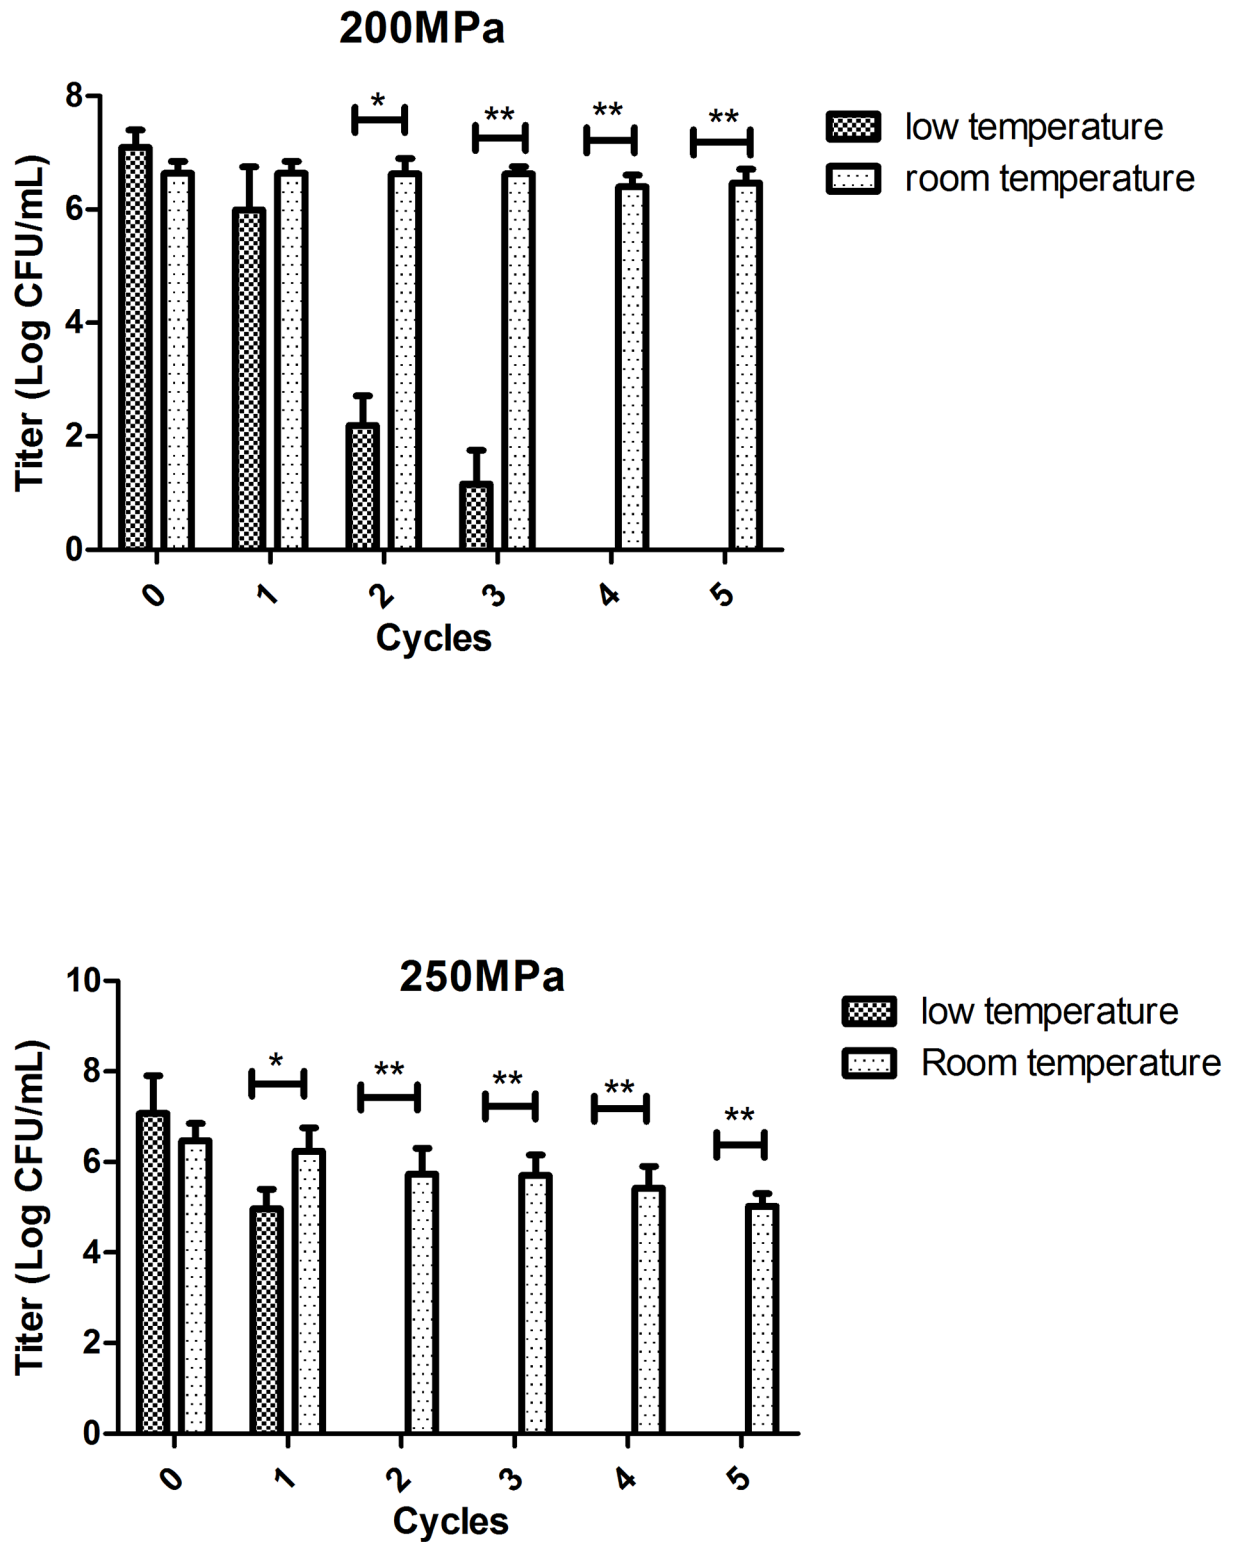 200MPa
Titer (Log CFU/mL)
8
6
4
2
0
* ** ** **
low temperature
room temperature
0 1 2 3 4 5
Cycles
250MPa
Titer (Log CFU/mL)
10
8
6
4
2
0
* ** ** ** **
low temperature
Room temperature
0 1 2 3 4 5
Cycles